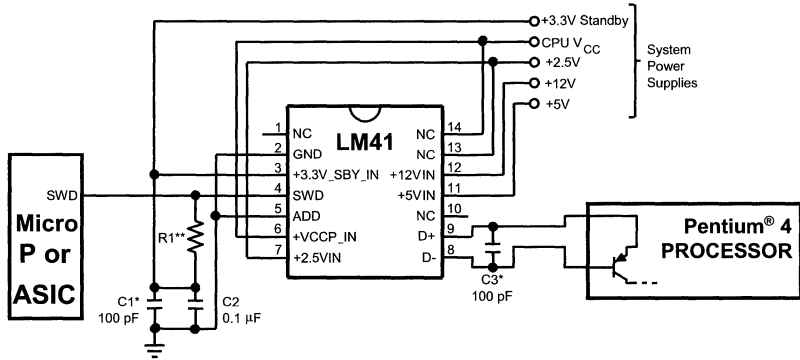 +3.3V Standby
CPU VCC
+2.5V
+12V
+5V
System
Power
Supplies
LM41
1 NC
2 GND
3 +3.3V_SBY_IN
4 SWD
5 ADD
6 +VCCP_IN
7 +2.5VIN
NC 14
NC 13
+12VIN 12
+5VIN 11
NC 10
D+ 9
D- 8
SWD
Micro
P or
ASIC
R1**
C1*
100 pF
C2
0.1 µF
C3*
100 pF
Pentium® 4
PROCESSOR